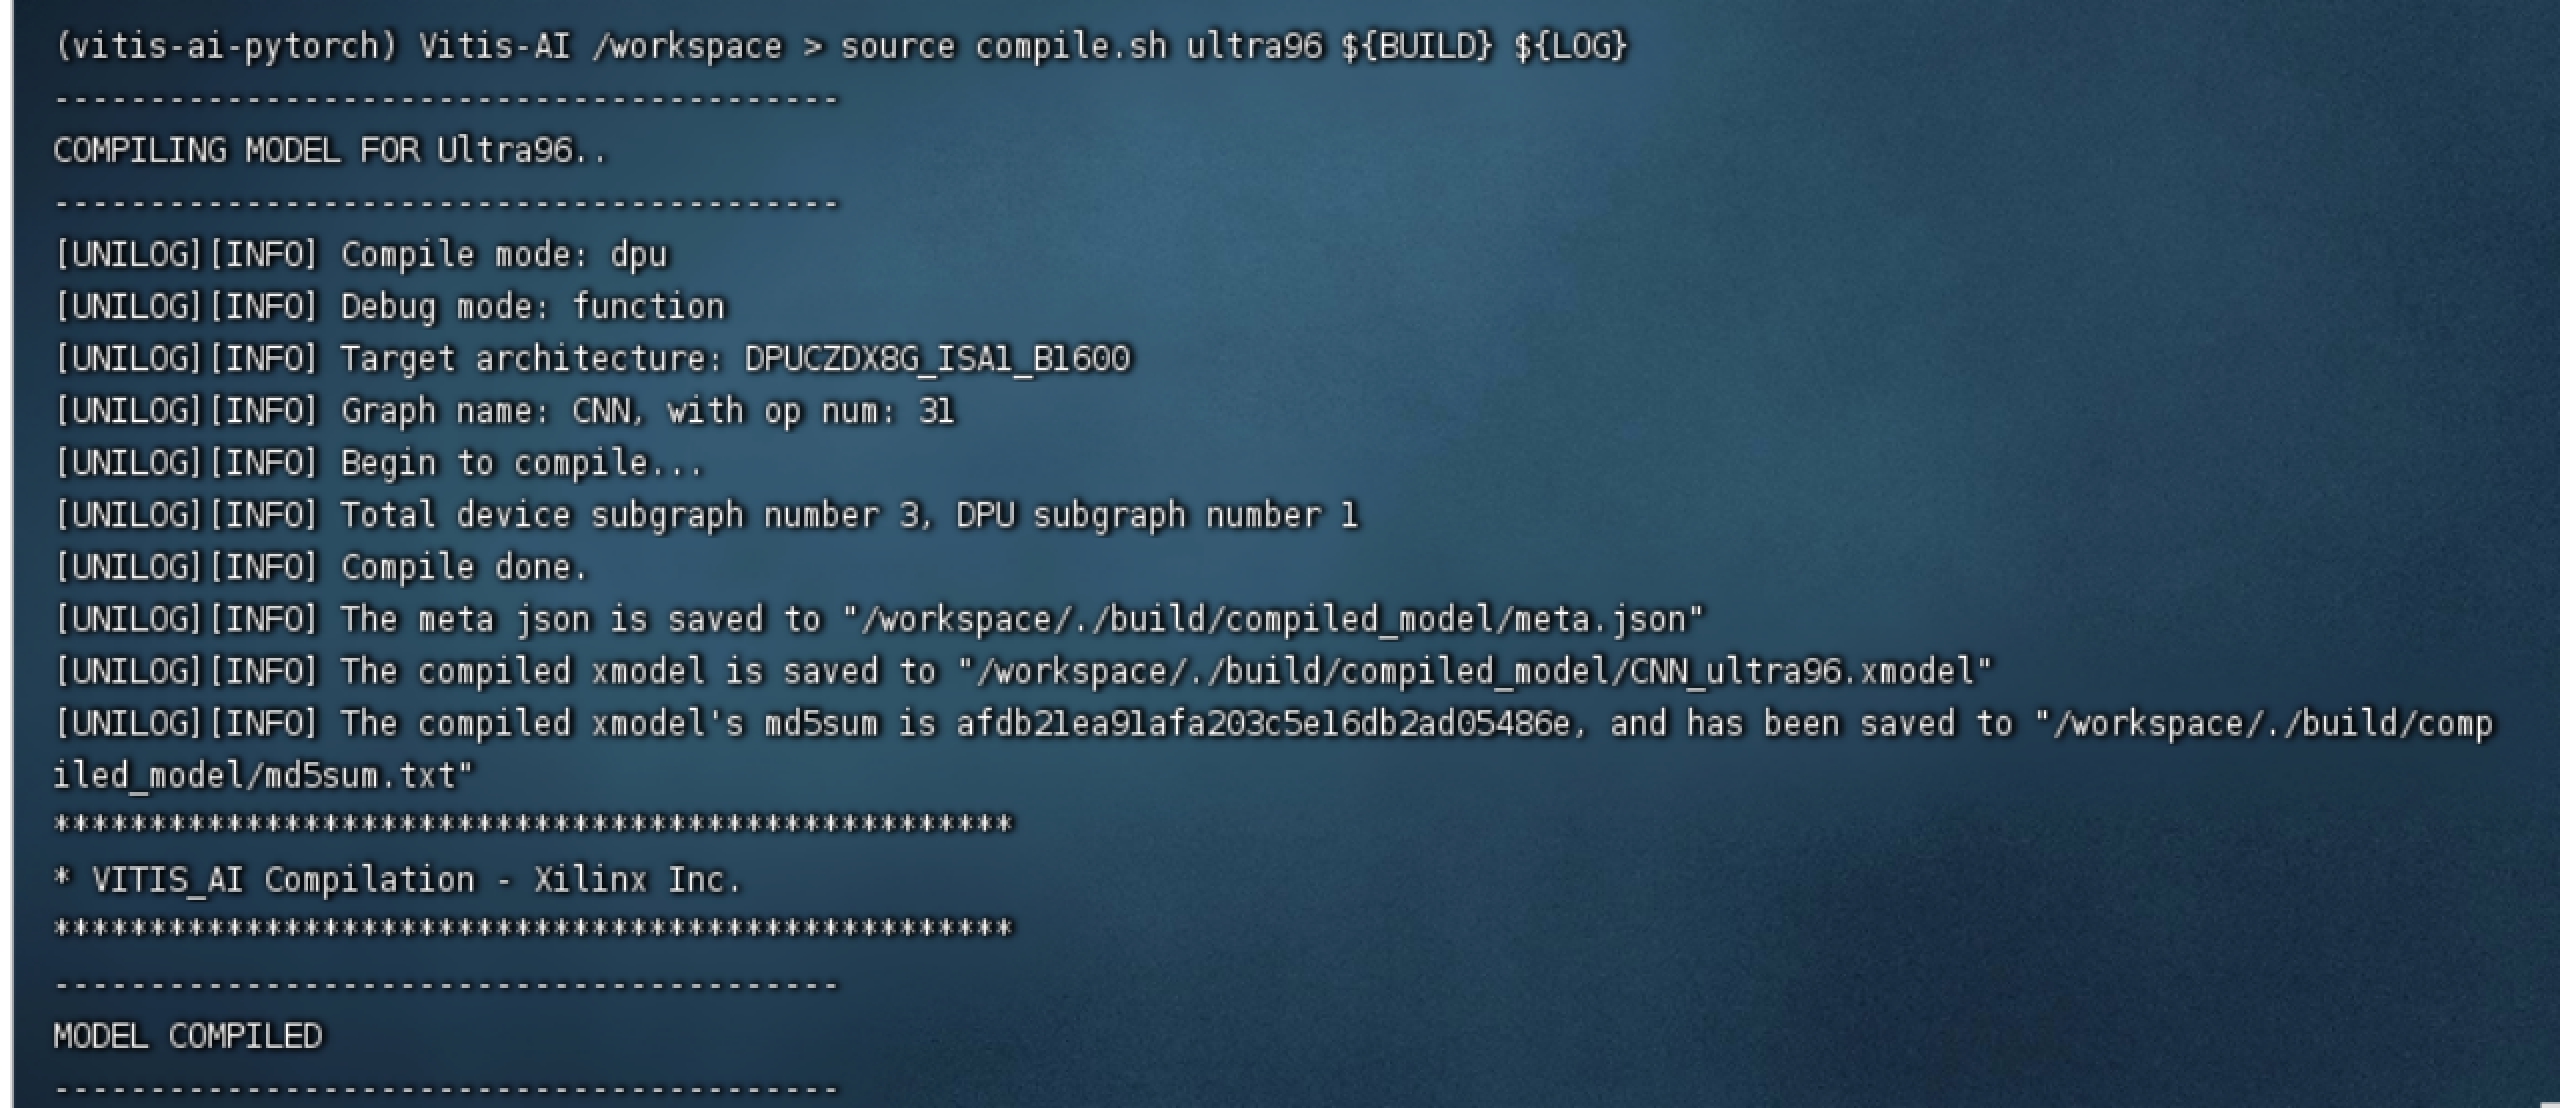 (vitis-ai-pytorch) Vitis-AI /workspace > source compile.sh ultra96 ${BUILD} ${LOG}
-----------------------------------------
COMPILING MODEL FOR Ultra96..
-----------------------------------------
[UNILOG][INFO] Compile mode: dpu
[UNILOG][INFO] Debug mode: function
[UNILOG][INFO] Target architecture: DPUCZDX8G_ISA1_B1600
[UNILOG][INFO] Graph name: CNN, with op num: 31
[UNILOG][INFO] Begin to compile...
[UNILOG][INFO] Total device subgraph number 3, DPU subgraph number 1
[UNILOG][INFO] Compile done.
[UNILOG][INFO] The meta json is saved to "/workspace/./build/compiled_model/meta.json"
[UNILOG][INFO] The compiled xmodel is saved to "/workspace/./build/compiled_model/CNN_ultra96.xmodel"
[UNILOG][INFO] The compiled xmodel's md5sum is afdb21ea91afa203c5e16db2ad05486e, and has been saved to "/workspace/./build/comp
iled_model/md5sum.txt"
**************************************************
* VITIS_AI Compilation - Xilinx Inc.
**************************************************
-----------------------------------------
MODEL COMPILED
-----------------------------------------